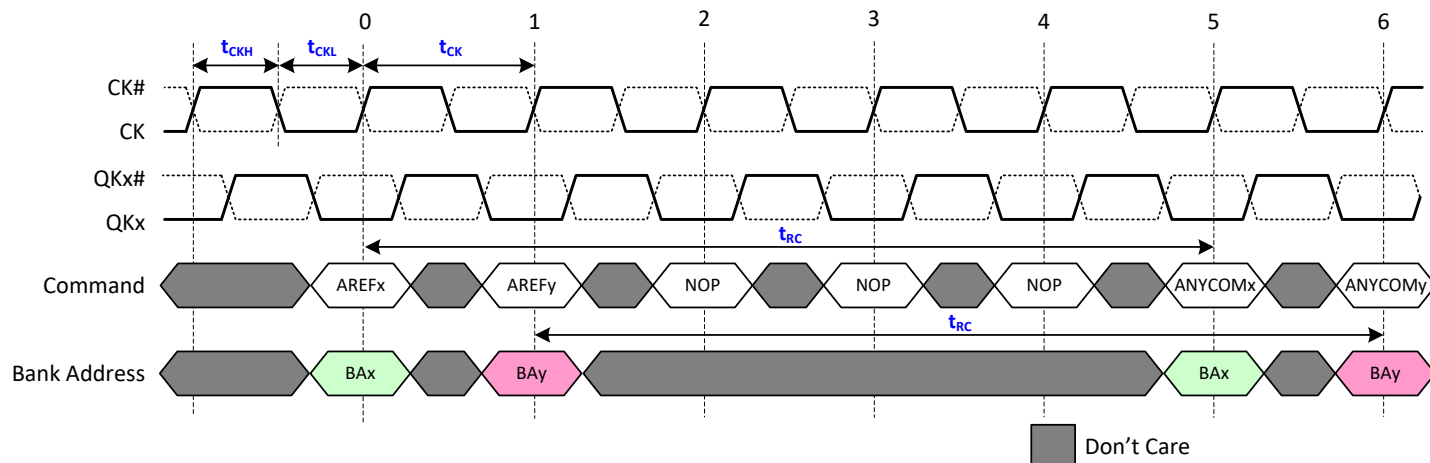 0 1 2 3 4 5 6
tCKH tCKL tCK
CK#
CK
QKx#
QKx
tRC
Command AREFx AREFy NOP NOP NOP ANYCOMx ANYCOMy
tRC
Bank Address BAx BAy BAx BAy
Don't Care